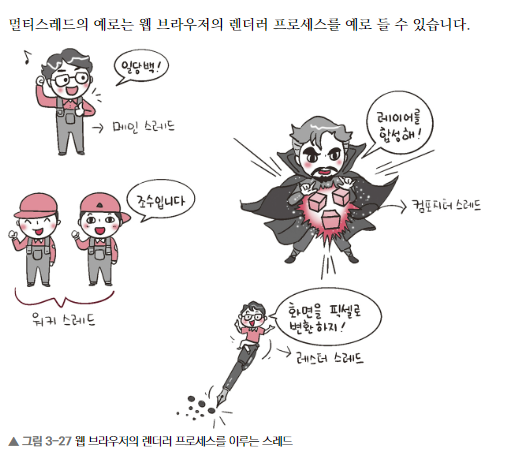 멀티스레드의 예로는 웹 브라우저의 렌더러 프로세스를 예로 들 수 있습니다.
일당백!
메인 스레드
레이어를
합성해!
컴포지터 스레드
조수입니다
워커 스레드
화면을 픽셀로
변환하지!
레스터 스레드
▲ 그림 3-27 웹 브라우저의 렌더러 프로세스를 이루는 스레드